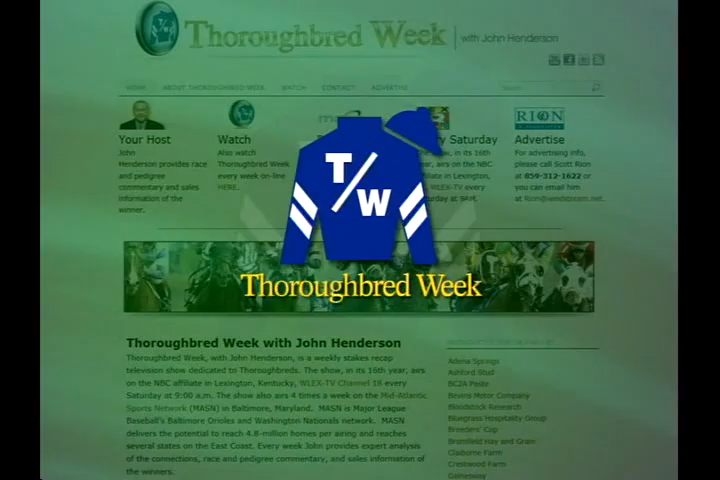 Thoroughbred Week
with John Henderson
HOME ABOUT THOROUGHBRED WEEK WATCH CONTACT ADVERTISE
Search
RION
Your Host
Watch
y Saturday
Advertise
John
Henderson provides race
and pedigree
commentary and sales
information of the
winner.
Also watch
Thoroughbred Week
every week on-line
HERE.
w, in its 16th
year, airs on the NBC
affiliate in Lexington,
WLEX-TV every
at 9AM.
For advertising info,
please call Scott Rion
at 859-312-1622 or
you can email him
at
T/W
Thoroughbred Week
Thoroughbred Week with John Henderson
Thoroughbred Week, with John Henderson, is a weekly stakes recap
television show dedicated to Thoroughbreds. The show, in its 16th year, airs
on the NBC affiliate in Lexington, Kentucky, WLEX-TV Channel 18 every
Saturday at 9:00 a.m. The show also airs 4 times a week on the Mid-Atlantic
Sports Network (MASN) in Baltimore, Maryland. MASN is Major League
Baseball's Baltimore Orioles and Washington Nationals network. MASN
delivers the potential to reach 4.8-million homes per airing and reaches
several states on the East Coast. Every week John provides expert analysis
of the connections, race and pedigree commentary, and sales information of
the winners.
Adena Springs
Ashford Stud
BC2A Paste
Bevins Motor Company
Bloodstock Research
Bluegrass Hospitality Group
Breeders' Cup
Brumfield Hay and Grain
Claiborne Farm
Crestwood Farm
Gainesway